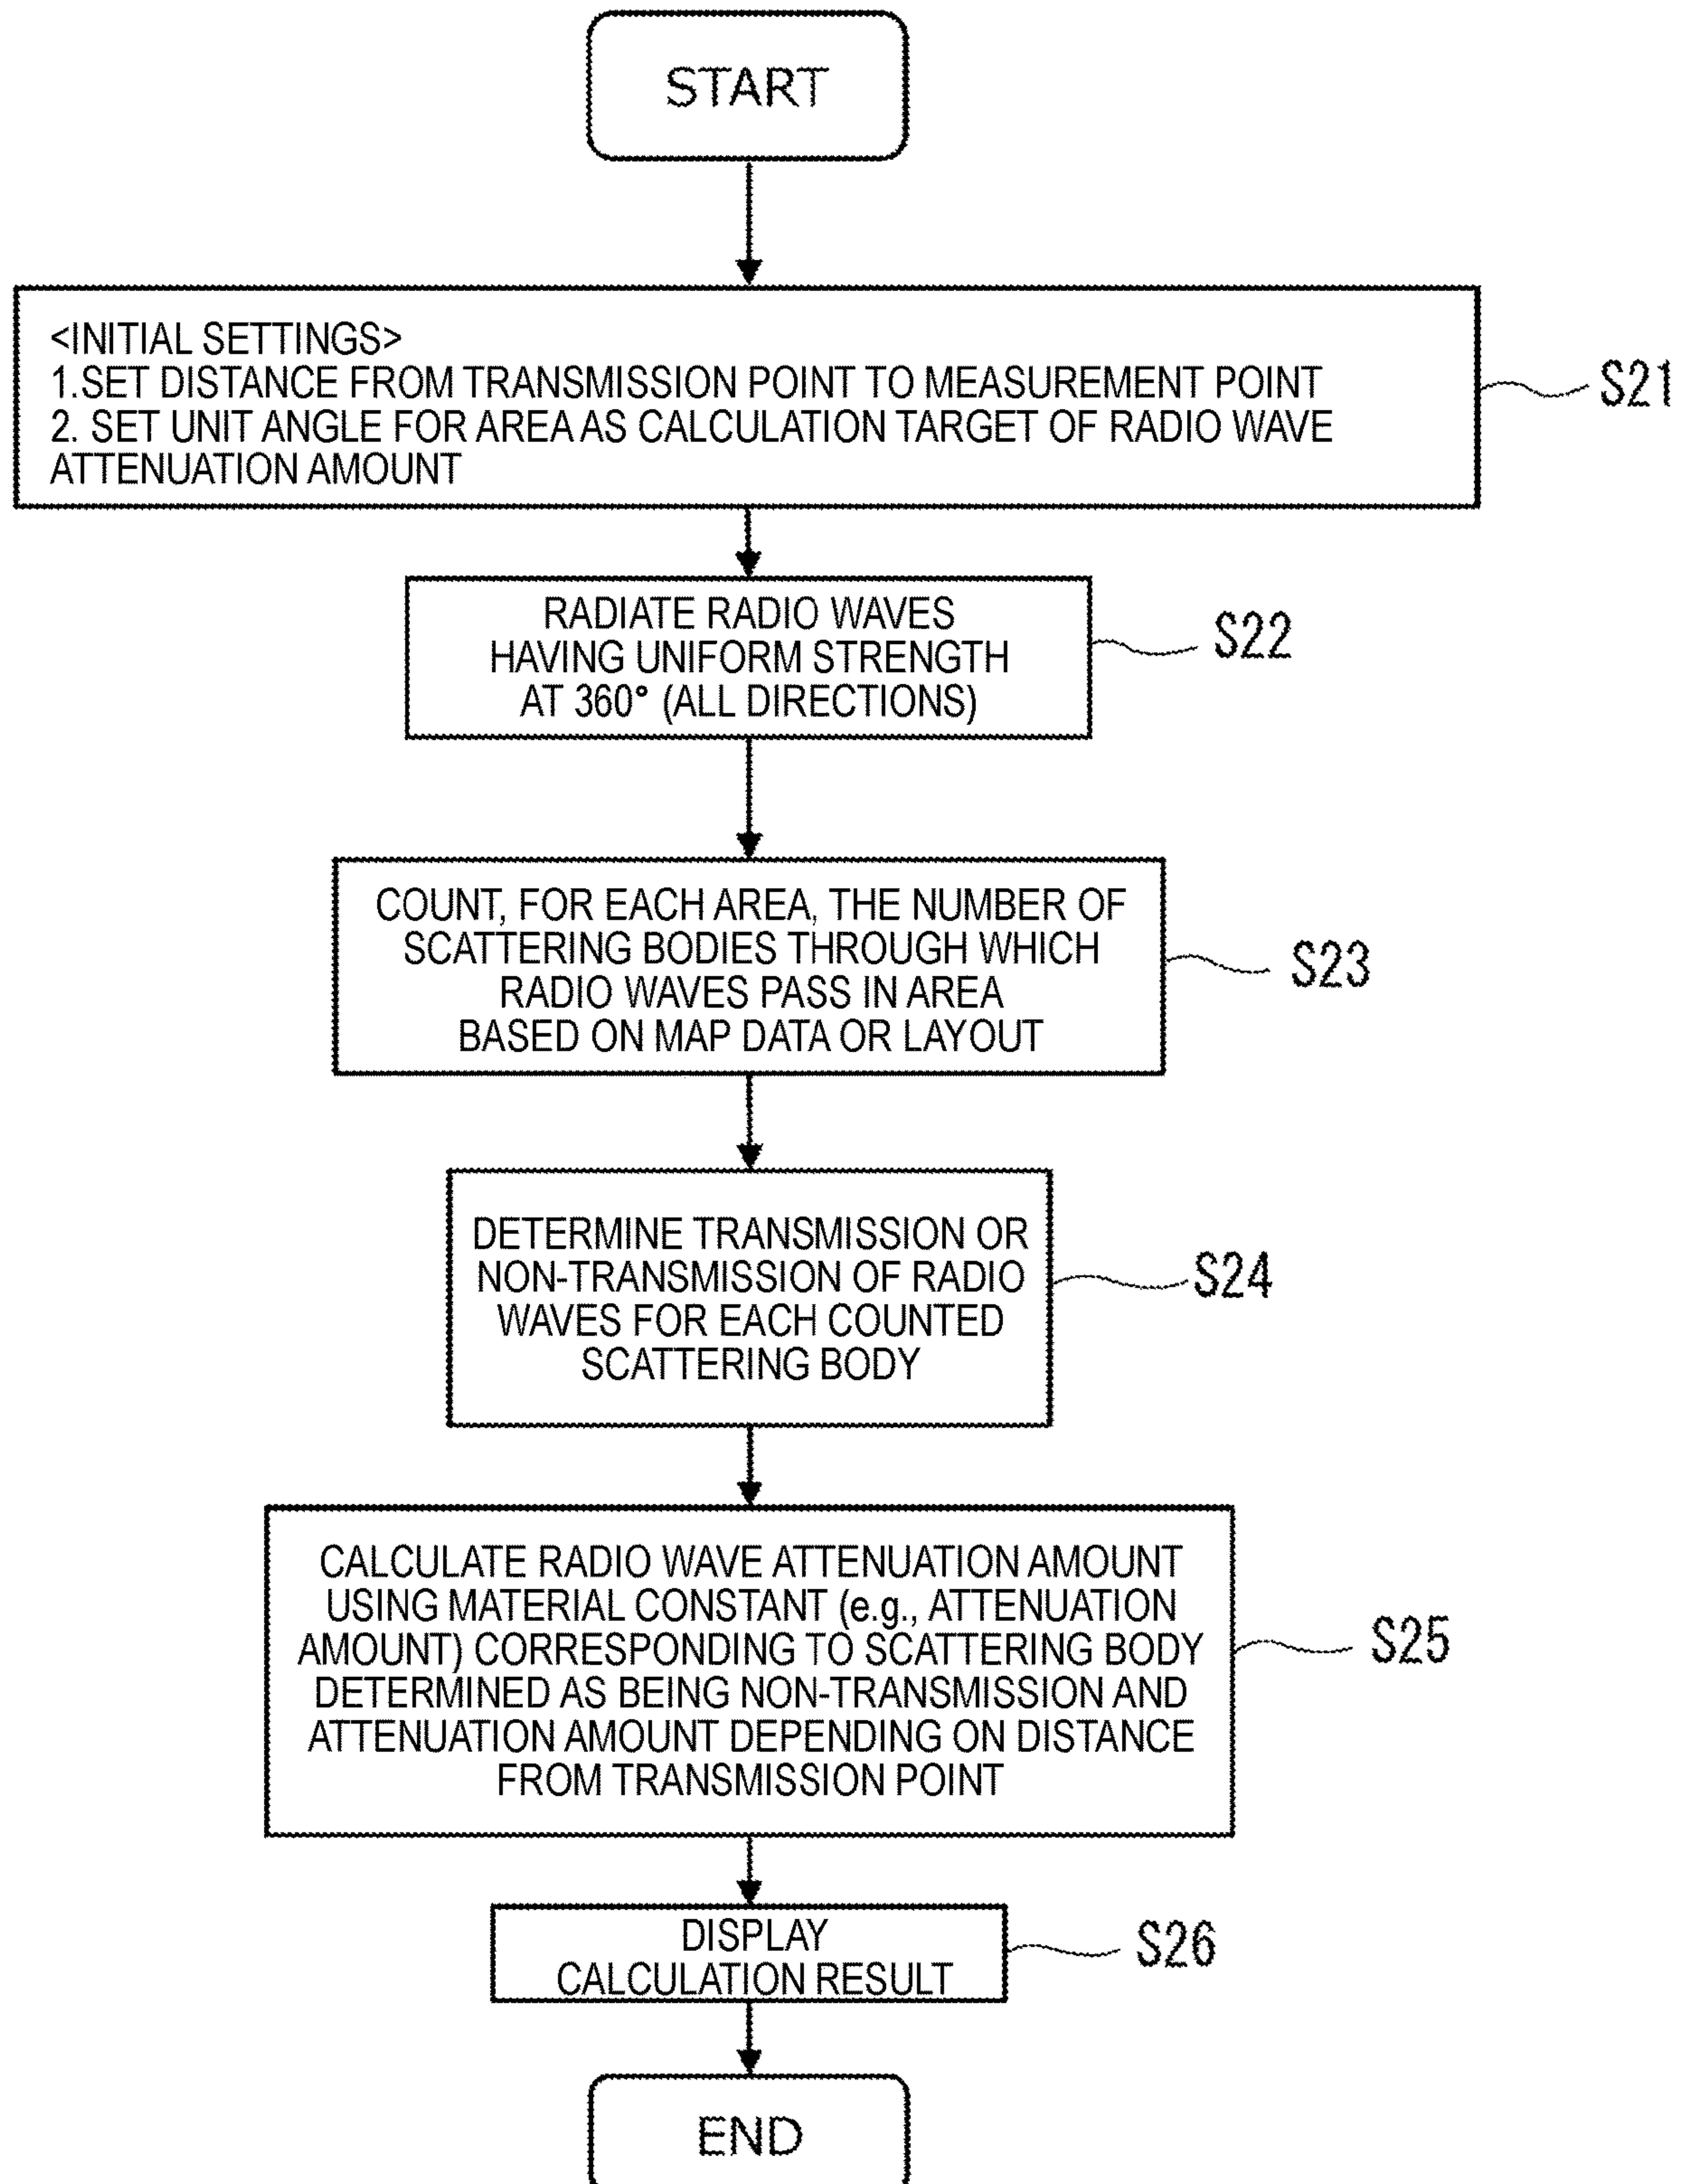 START
<INITIAL SETTINGS>
1.SET DISTANCE FROM TRANSMISSION POINT TO MEASUREMENT POINT
2. SET UNIT ANGLE FOR AREA AS CALCULATION TARGET OF RADIO WAVE
ATTENUATION AMOUNT
S21
RADIATE RADIO WAVES
HAVING UNIFORM STRENGTH
AT 360° (ALL DIRECTIONS)
S22
COUNT, FOR EACH AREA, THE NUMBER OF
SCATTERING BODIES THROUGH WHICH
RADIO WAVES PASS IN AREA
BASED ON MAP DATA OR LAYOUT
S23
DETERMINE TRANSMISSION OR
NON-TRANSMISSION OF RADIO
WAVES FOR EACH COUNTED
SCATTERING BODY
S24
CALCULATE RADIO WAVE ATTENUATION AMOUNT
USING MATERIAL CONSTANT (e.g., ATTENUATION
AMOUNT) CORRESPONDING TO SCATTERING BODY
DETERMINED AS BEING NON-TRANSMISSION AND
ATTENUATION AMOUNT DEPENDING ON DISTANCE
FROM TRANSMISSION POINT
S25
DISPLAY
CALCULATION RESULT
S26
END